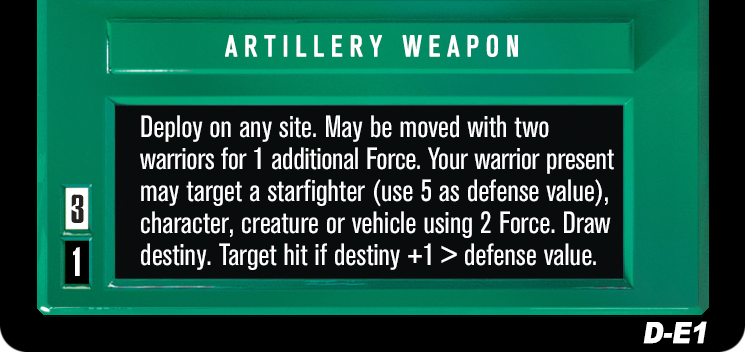 ARTILLERY WEAPON
Deploy on any site. May be moved with two
warriors for 1 additional Force. Your warrior present
may target a starfighter (use 5 as defense value),
character, creature or vehicle using 2 Force. Draw
destiny. Target hit if destiny +1 > defense value.
3
1
D-E1